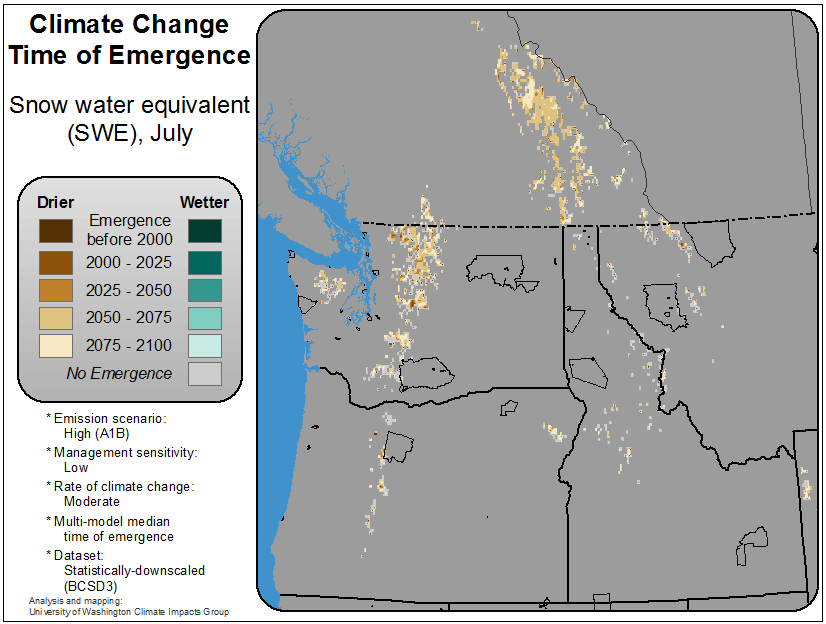 Climate Change
Time of Emergence
Snow water equivalent
(SWE), July
Drier
Wetter
Emergence
before 2000
2000 - 2025
2025 - 2050
2050 - 2075
2075 - 2100
No Emergence
* Emission scenario:
High (A1B)
* Management sensitivity:
Low
* Rate of climate change:
Moderate
* Multi-model median
time of emergence
* Dataset:
Statistically-downscaled
(BCSD3)
Analysis and mapping:
University of Washington Climate Impacts Group